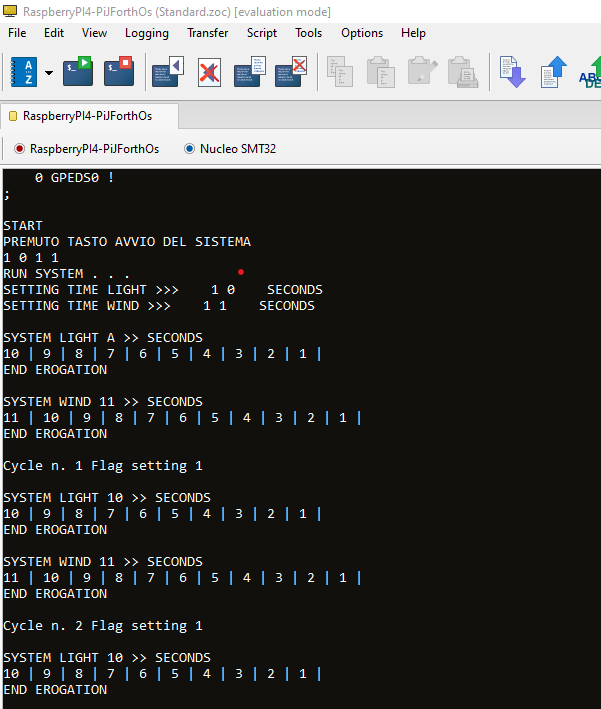 RaspberryPI4-PiJForthOs (Standard.zoc) [evaluation mode]
File Edit View Logging Transfer Script Tools Options Help
A
Z
RaspberryPI4-PiJForthOs
RaspberryPI4-PiJForthOs Nucleo SMT32
0 GPEDS0 !
;
START
PREMUTO TASTO AVVIO DEL SISTEMA
1 0 1 1
RUN SYSTEM . . .
SETTING TIME LIGHT >>> 1 0 SECONDS
SETTING TIME WIND >>> 1 1 SECONDS
SYSTEM LIGHT A >> SECONDS
10 | 9 | 8 | 7 | 6 | 5 | 4 | 3 | 2 | 1 |
END EROGATION
SYSTEM WIND 11 >> SECONDS
11 | 10 | 9 | 8 | 7 | 6 | 5 | 4 | 3 | 2 | 1 |
END EROGATION
Cycle n. 1 Flag setting 1
SYSTEM LIGHT 10 >> SECONDS
10 | 9 | 8 | 7 | 6 | 5 | 4 | 3 | 2 | 1 |
END EROGATION
SYSTEM WIND 11 >> SECONDS
11 | 10 | 9 | 8 | 7 | 6 | 5 | 4 | 3 | 2 | 1 |
END EROGATION
Cycle n. 2 Flag setting 1
SYSTEM LIGHT 10 >> SECONDS
10 | 9 | 8 | 7 | 6 | 5 | 4 | 3 | 2 | 1 |
END EROGATION